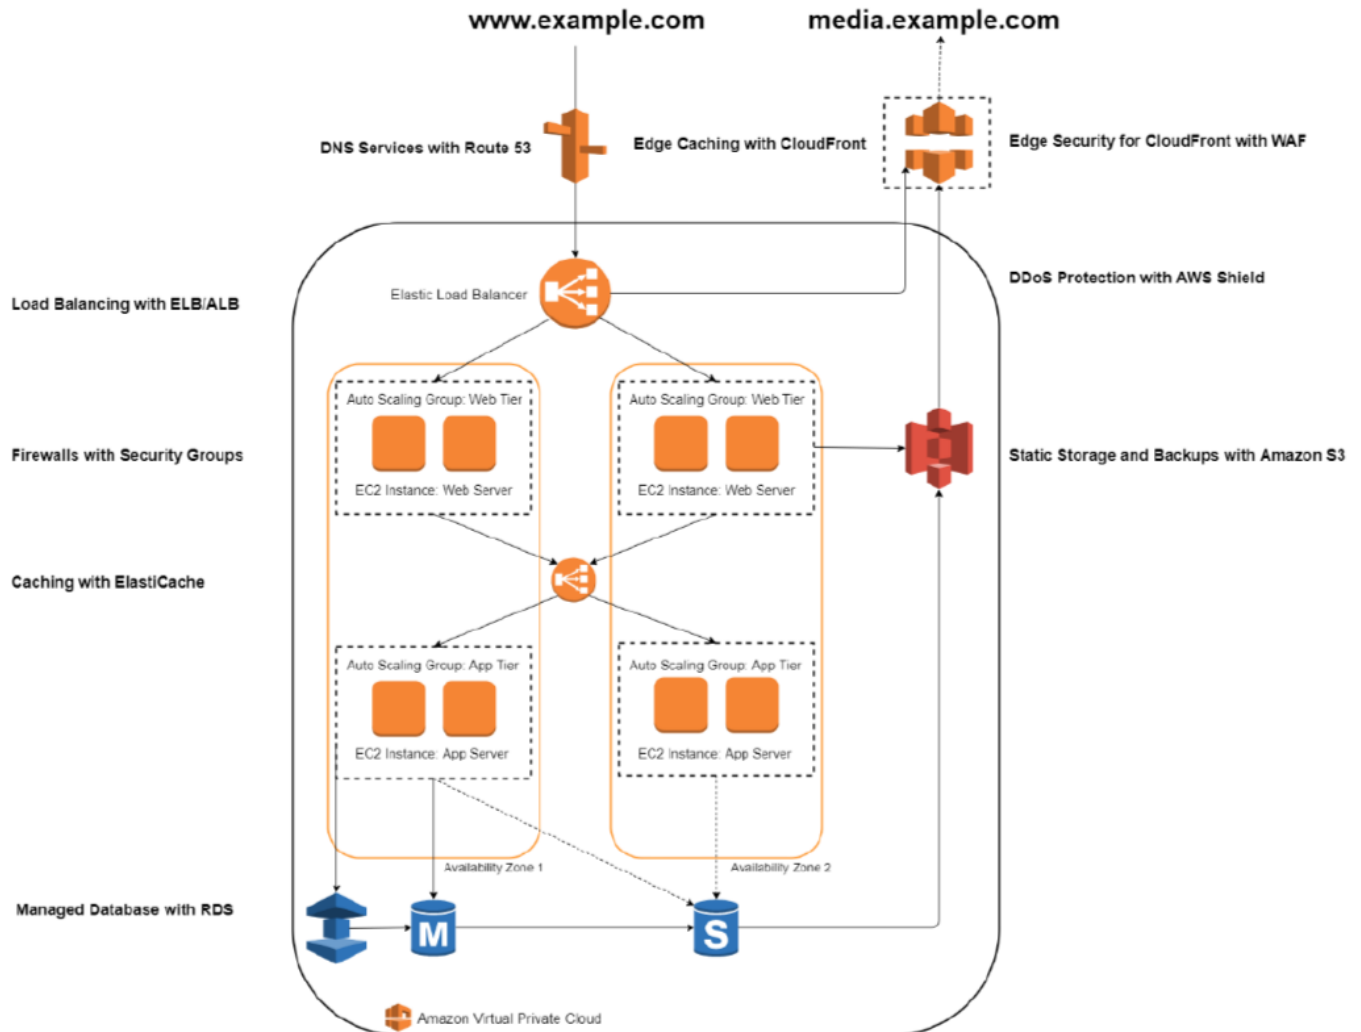 www.example.com
media.example.com
DNS Services with Route 53
Edge Caching with CloudFront
Edge Security for CloudFront with WAF
DDoS Protection with AWS Shield
Load Balancing with ELB/ALB
Elastic Load Balancer
Auto Scaling Group: Web Tier
Auto Scaling Group: Web Tier
Firewalls with Security Groups
Static Storage and Backups with Amazon S3
EC2 Instance: Web Server
EC2 Instance: Web Server
Caching with ElastiCache
Auto Scaling Group: App Tier
Auto Scaling Group: App Tier
EC2 Instance: App Server
EC2 Instance: App Server
Availability Zone 1
Availability Zone 2
Managed Database with RDS
M
S
Amazon Virtual Private Cloud